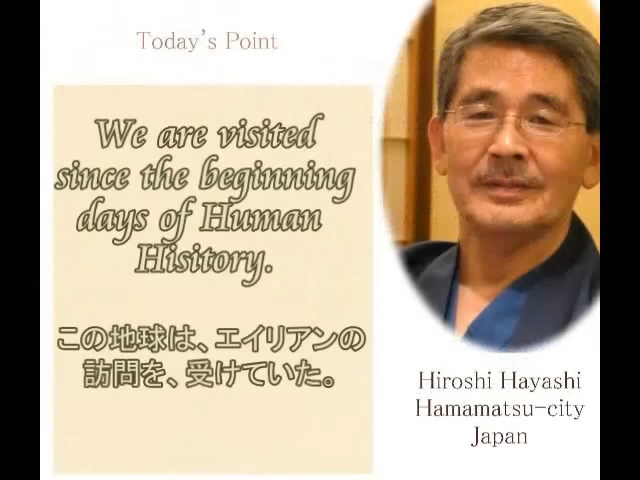 Today's Point
We are visited
since the beginning
days of Human
Hisitory.
この地球は、エイリアンの
訪問を、受けていた。
Hiroshi Hayashi
Hamamatsu-city
Japan